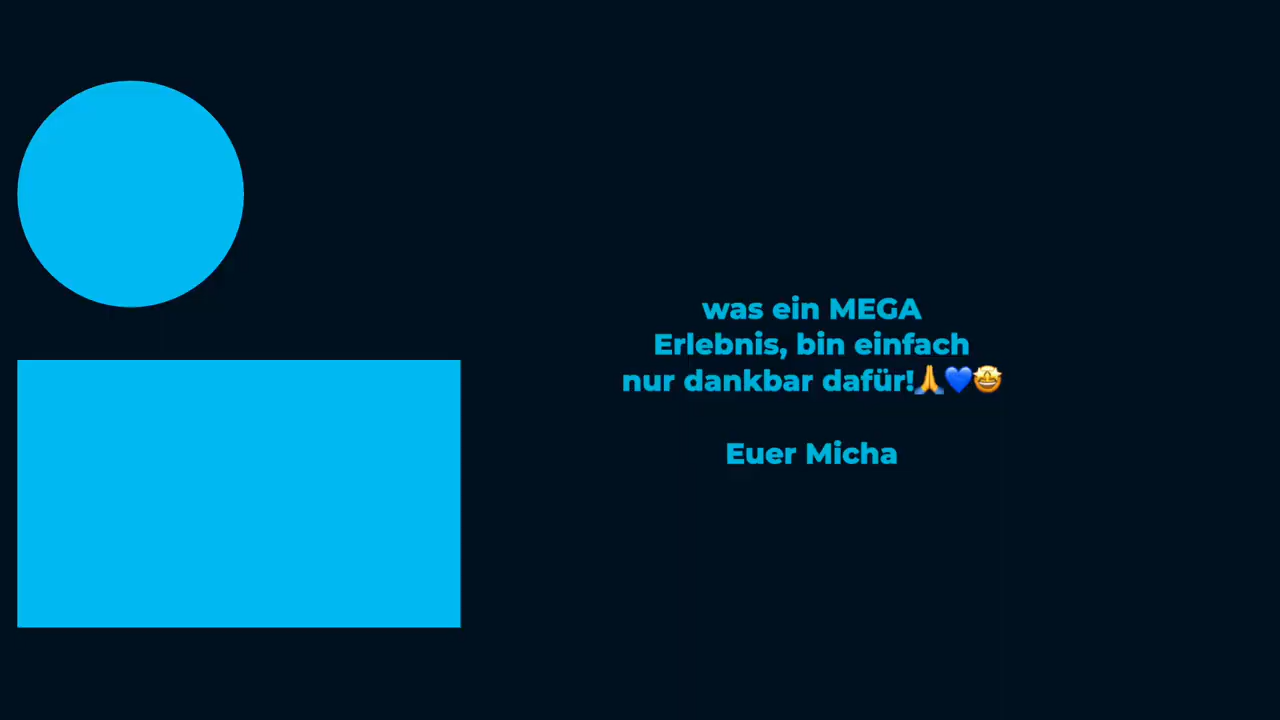 was ein MEGA
Erlebnis, bin einfach
nur dankbar dafür!🙏💙🤩
Euer Micha